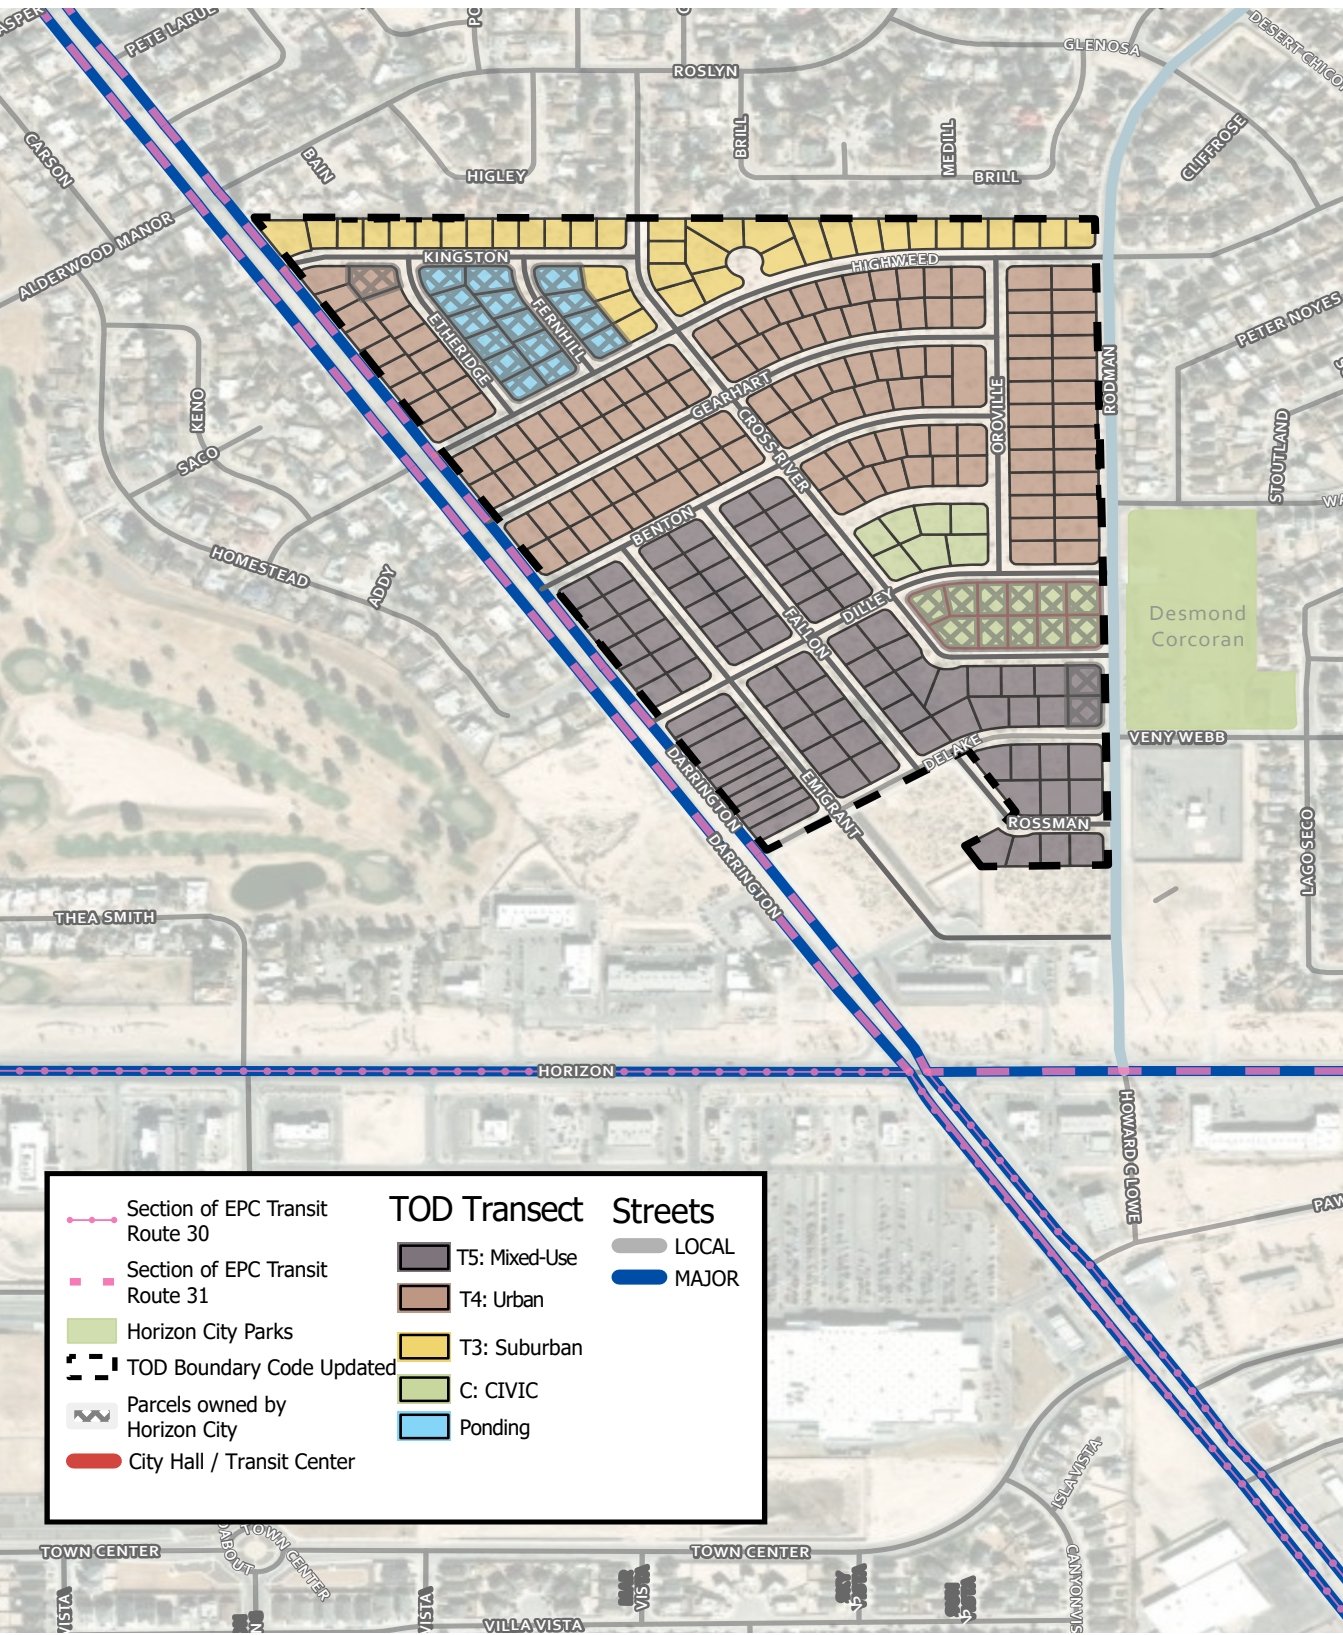 PETE LARUE
ROSLYN
GLENOSA
CARSON
BAIN
HIGLEY
BRILL
MEDILL
BRILL
CLIFFROSE
ALDERWOOD MANOR
KINGSTON
HIGHWEED
PETER NOYES
ETHERIDGE
FERNHILL
GEARHART
CROSS RIVER
OROVILLE
RODMAN
KENO
SACO
STOUTLAND
HOMESTEAD
ADDY
BENTON
FALLON
DILLEY
Desmond
Corcoran
VENY WEBB
DELAKE
DARRINGTON
EMIGRANT
DARRINGTON
ROSSMAN
LAGO SECO
THEA SMITH
HORIZON
HOWARD C LOWE
Section of EPC Transit
Route 30
Section of EPC Transit
Route 31
Horizon City Parks
TOD Boundary Code Updated
Parcels owned by
Horizon City
City Hall / Transit Center
TOD Transect
T5: Mixed-Use
T4: Urban
T3: Suburban
C: CIVIC
Ponding
Streets
LOCAL
MAJOR
ISLA VISTA
TOWN CENTER
TOWN CENTER
TOWN CENTER
VISTA
VISTA
VILLA VISTA